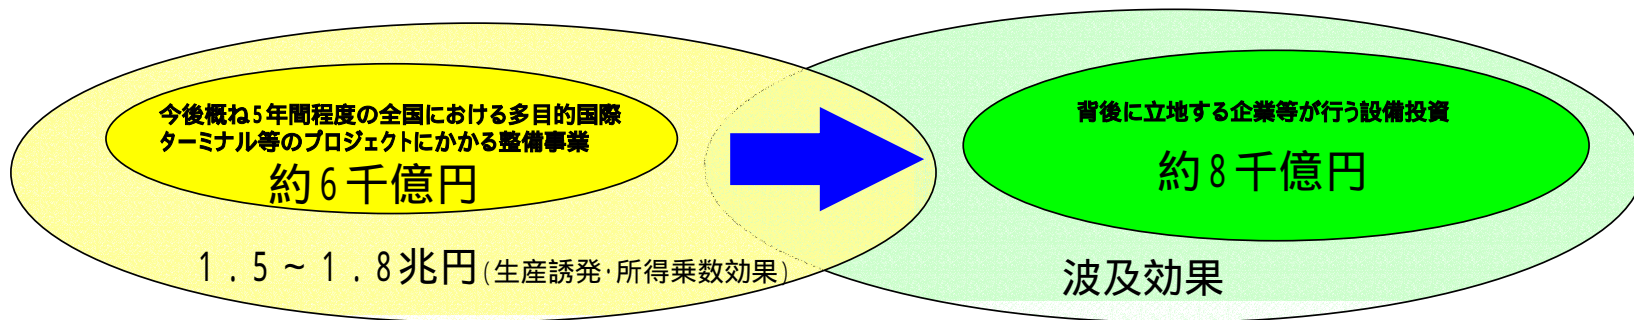 今後概ね5年間程度の全国における多目的国際
ターミナル等のプロジェクトにかかる整備事業
約6千億円
1．5～1．8兆円(生産誘発･所得乗数効果)
背後に立地する企業等が行う設備投資
約8千億円
波及効果